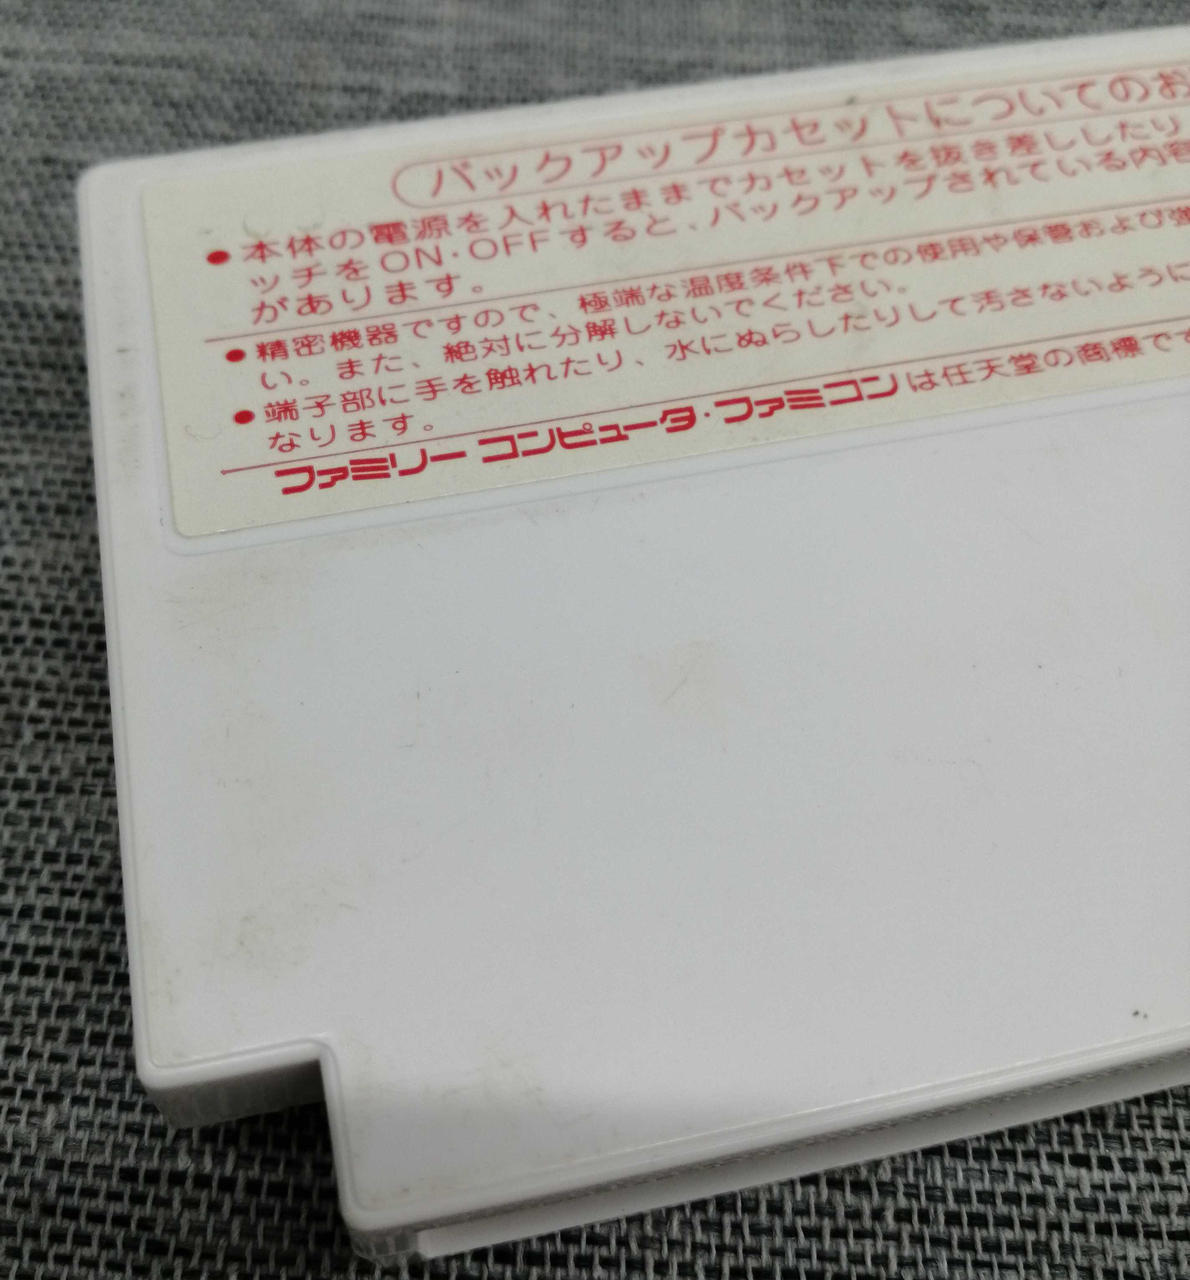 バックアップカセットについてのお
●本体の電源を入れたままでカセットを抜き差ししたり
ッチをON·OFFすると、バックアップされている内容
があります。
●精密機器ですので、極端な温度条件下での使用や保管および強
い。また、絶対に分解しないでください。
●端子部に手を触れたり、水にぬらしたりして汚さないように
なります。
ファミリーコンピュータ·ファミコンは任天堂の商標です